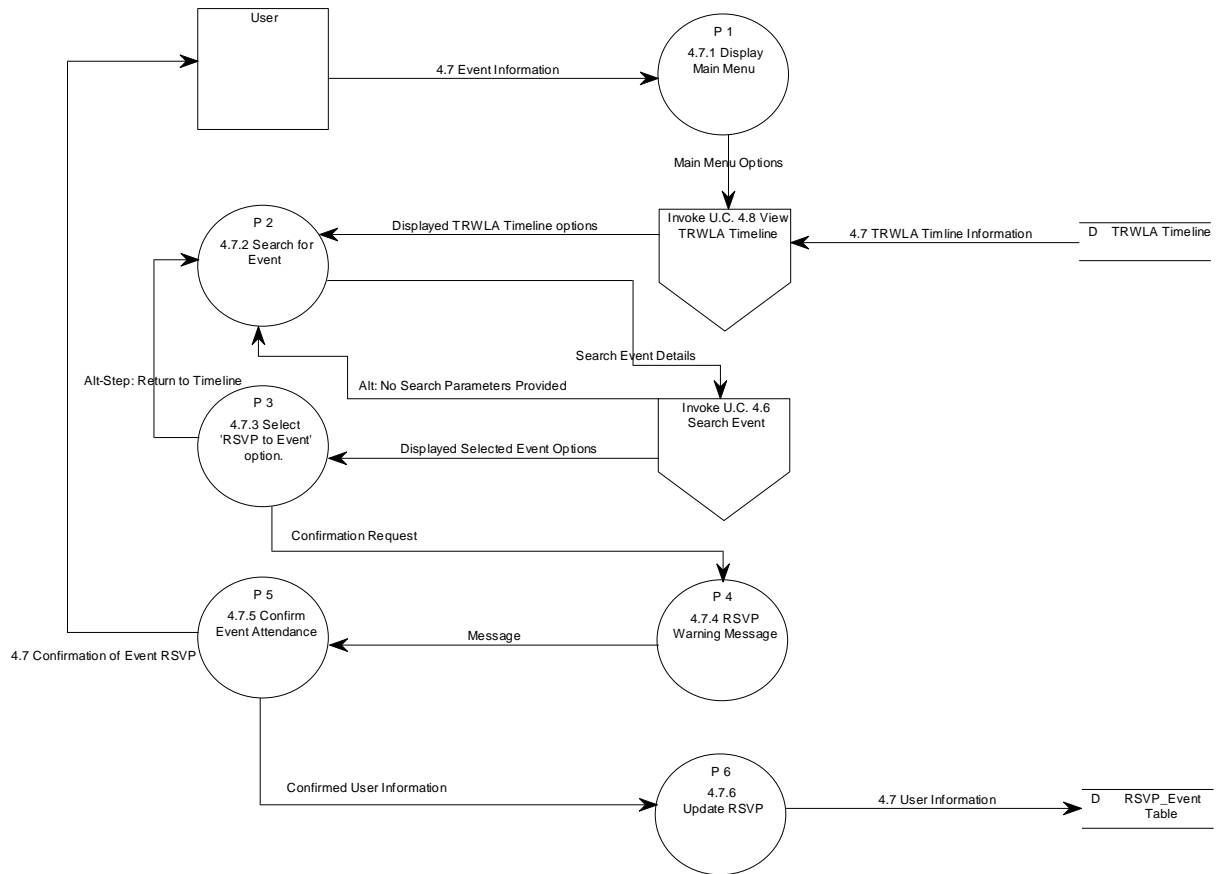 User
P 1
4.7.1 Display
Main Menu
4.7 Event Information
Main Menu Options
P 2
4.7.2 Search for
Event
Displayed TRWLA Timeline options
Invoke U.C. 4.8 View
TRWLA Timeline
4.7 TRWLA Timline Information
D TRWLA Timeline
Search Event Details
Alt-Step: Return to Timeline
Alt: No Search Parameters Provided
P 3
4.7.3 Select
'RSVP to Event'
option.
Invoke U.C. 4.6
Search Event
Displayed Selected Event Options
Confirmation Request
P 5
4.7.5 Confirm
Event Attendance
P 4
4.7.4 RSVP
Warning Message
Message
4.7 Confirmation of Event RSVP
Confirmed User Information
P 6
4.7.6
Update RSVP
4.7 User Information
D RSVP_Event
Table